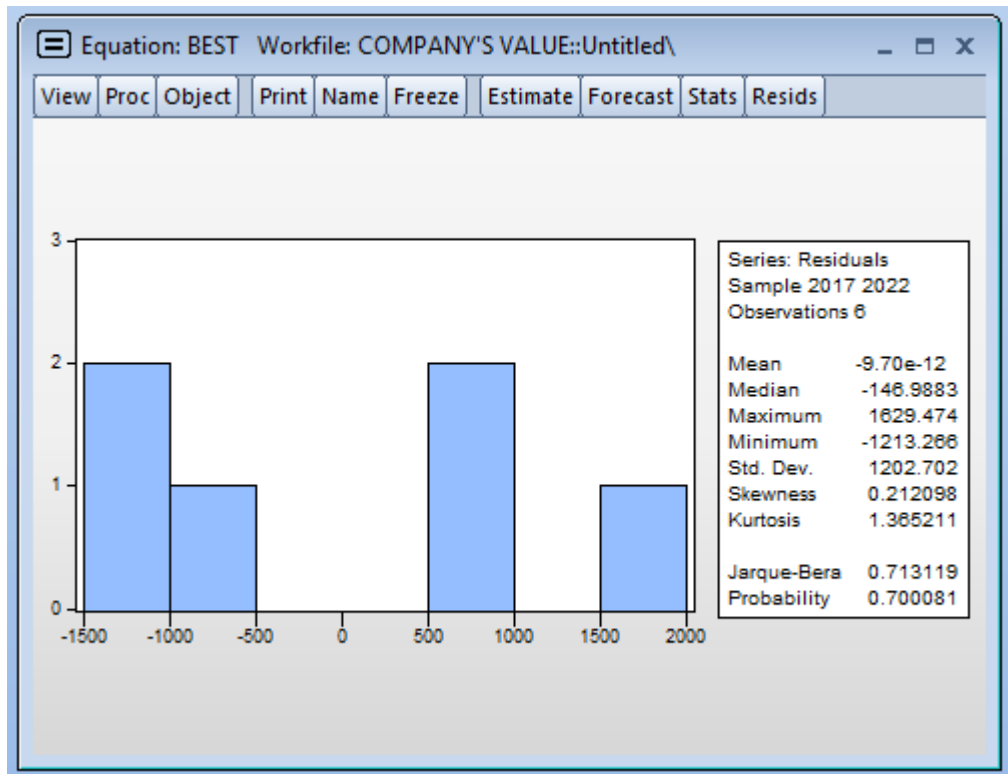 Equation: BEST Workfile: COMPANY'S VALUE::Untitled\
View Proc Object Print Name Freeze Estimate Forecast Stats Resids
3
2
1
0
-1500 -1000 -500 0 500 1000 1500 2000
Series: Residuals
Sample 2017 2022
Observations 6
Mean -9.70e-12
Median -146.9883
Maximum 1629.474
Minimum -1213.266
Std. Dev. 1202.702
Skewness 0.212098
Kurtosis 1.365211
Jarque-Bera 0.713119
Probability 0.700081